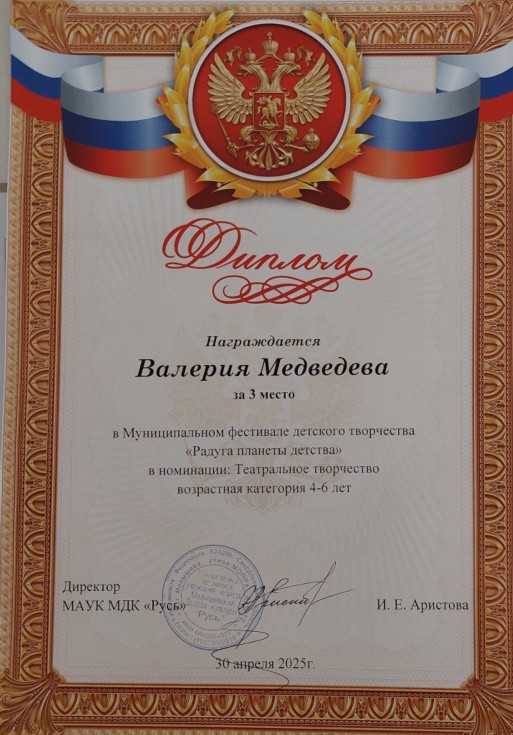 Диплом
Награждается
Валерия Медведева
за 3 место
в Муниципальном фестивале детского творчества
«Радуга планеты детства»
в номинации: Театральное творчество
возрастная категория 4-6 лет
Директор
МАУК МДК «Русь»
И. Е. Аристова
"Русь"
30 апреля 2025г.